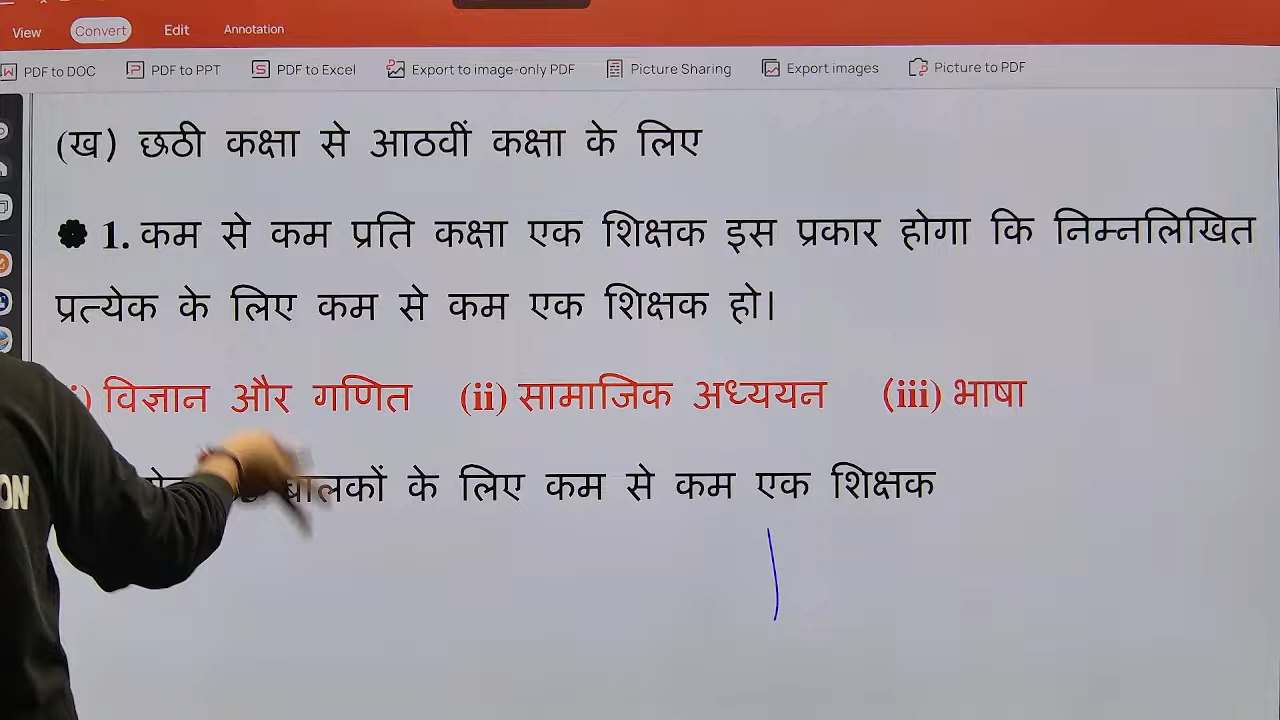 View Convert Edit Annotation
PDF to DOC PDF to PPT PDF to Excel Export to image-only PDF Picture Sharing Export images Picture to PDF
(ख) छठी कक्षा से आठवीं कक्षा के लिए
1. कम से कम प्रति कक्षा एक शिक्षक इस प्रकार होगा कि निम्नलिखित
प्रत्येक के लिए कम से कम एक शिक्षक हो।
विज्ञान और गणित (ii) सामाजिक अध्ययन (iii) भाषा
बालकों के लिए कम से कम एक शिक्षक
ON